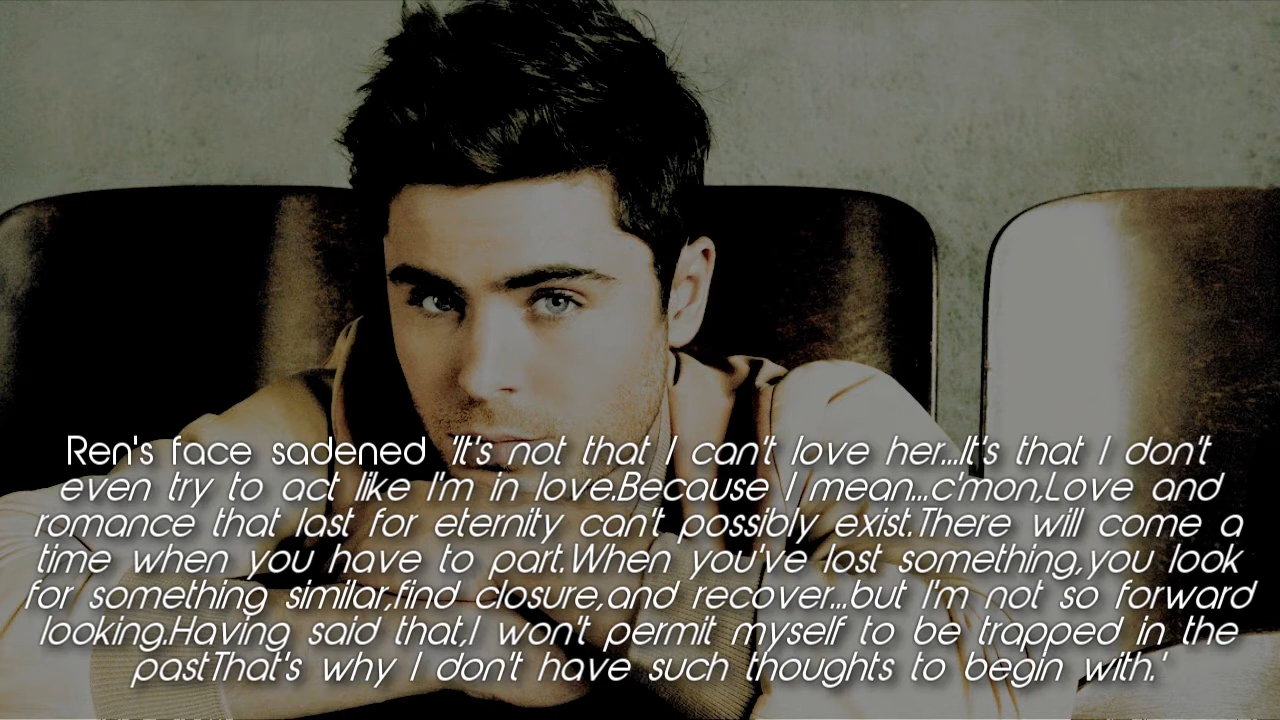 Ren's face sadened 'It's not that I can't love her...It's that I don't
even try to act like I'm in love.Because I mean...c'mon,Love and
romance that last for eternity can't possibly exist.There will come a
time when you have to part.When you've lost something,you look
for something similar,find closure,and recover...but I'm not so forward
looking.Having said that,I won't permit myself to be trapped in the
pastThat's why I don't have such thoughts to begin with.'